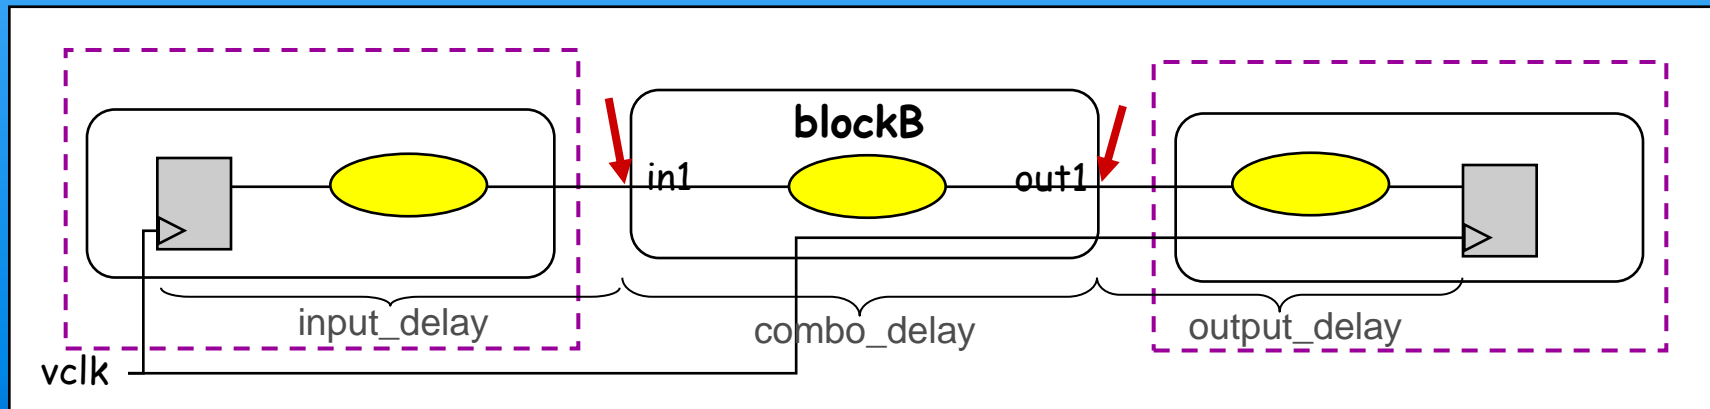 blockB
in1
out1
input_delay
combo_delay
output_delay
vclk